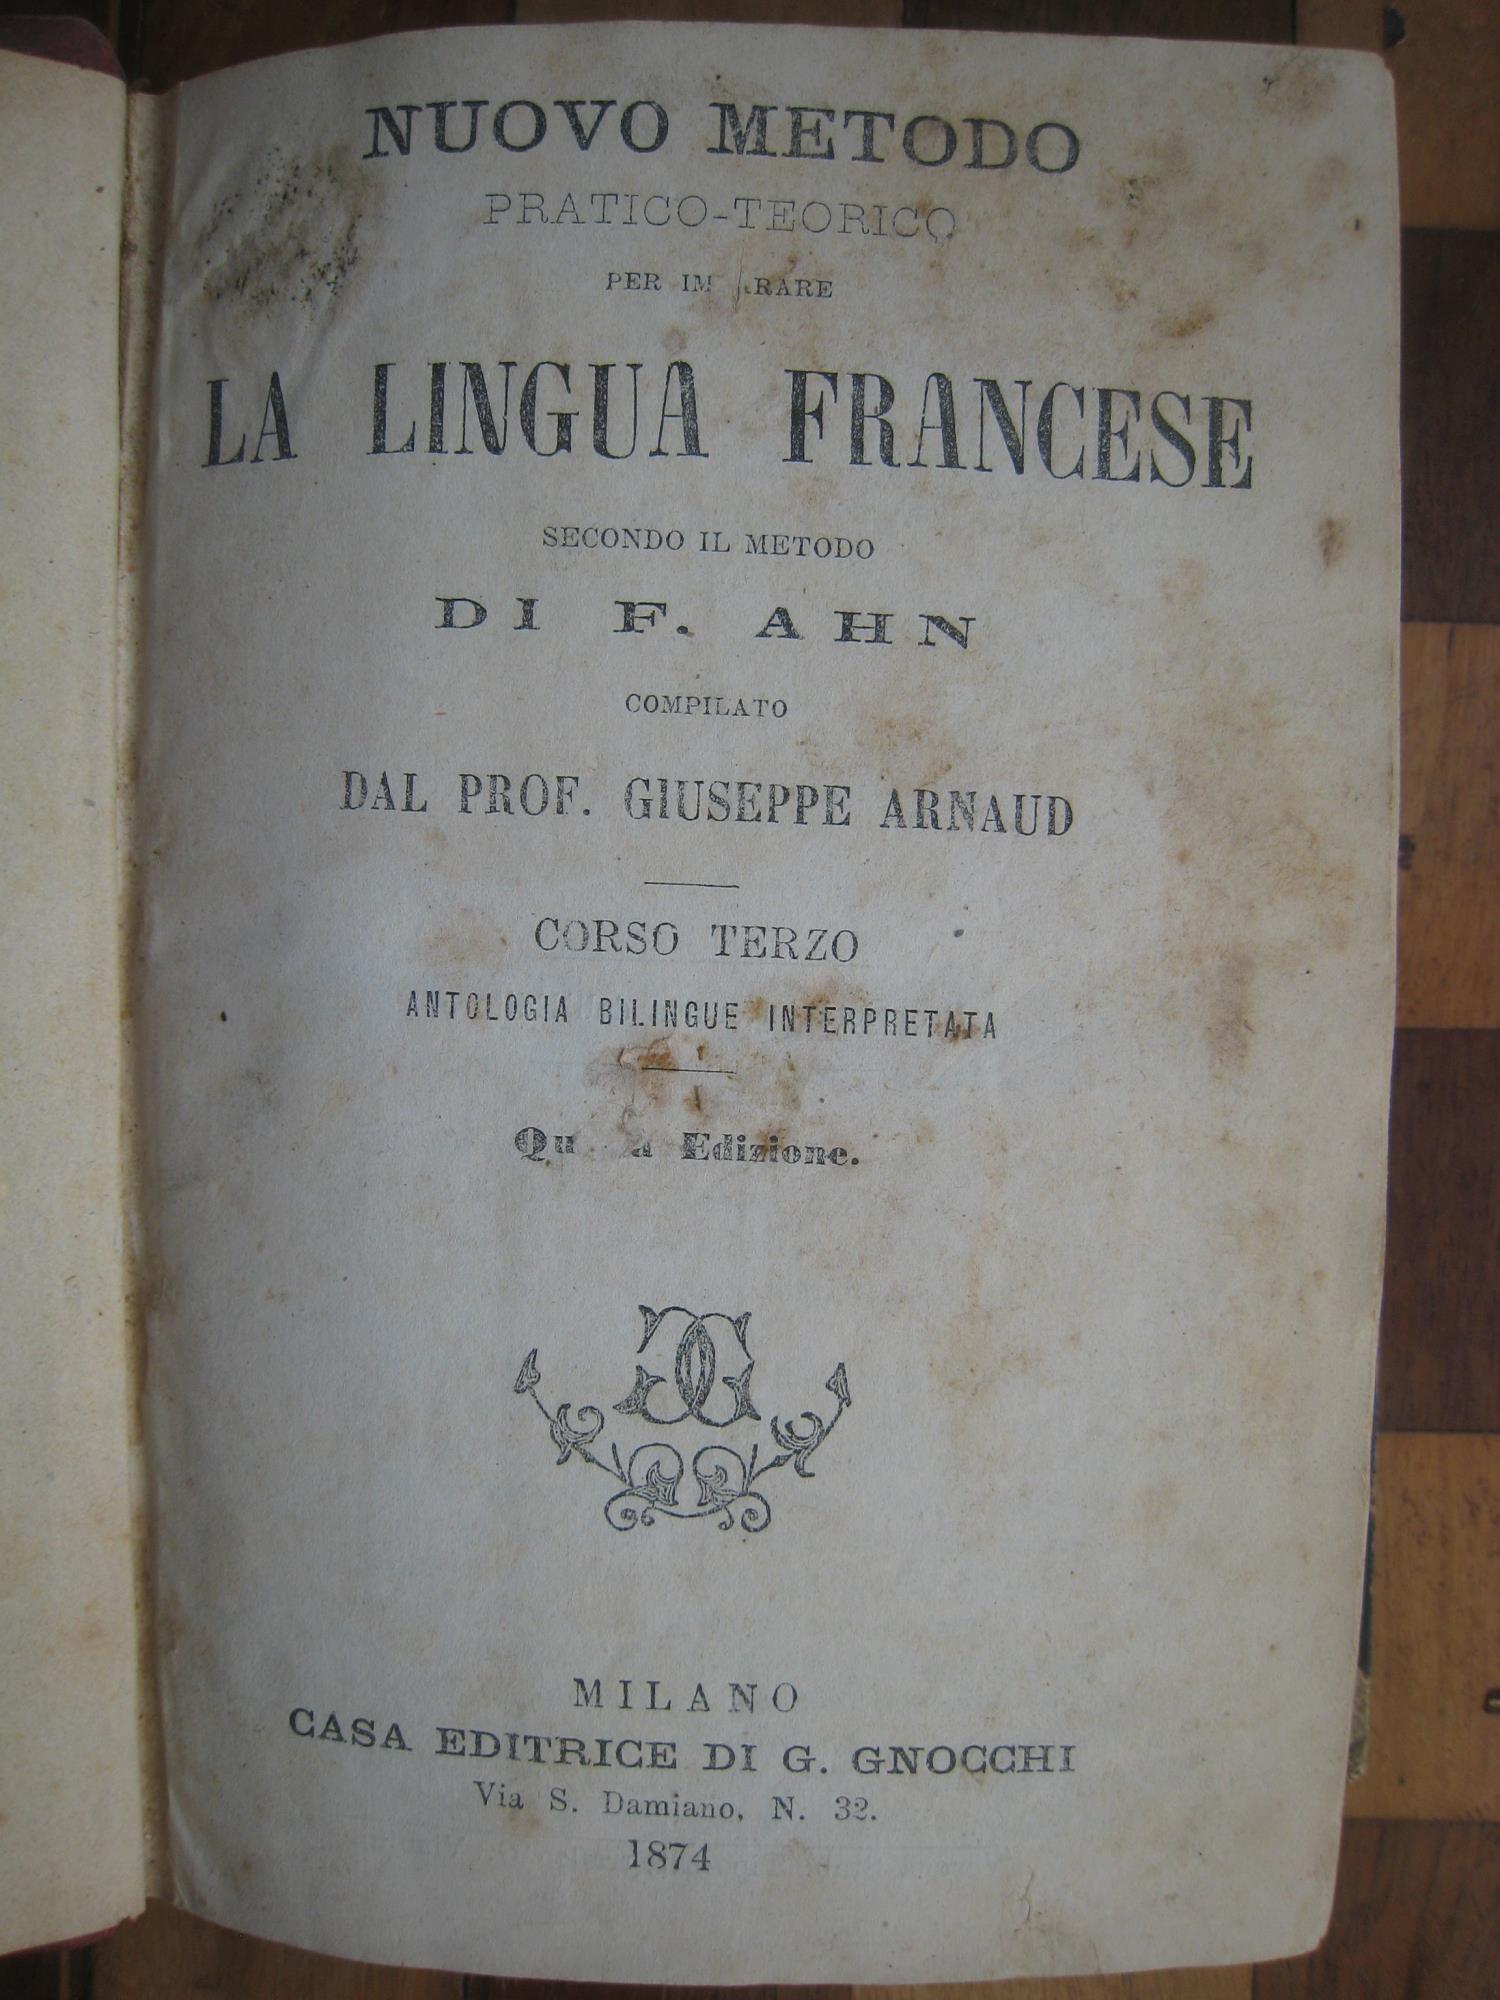 NUOVO METODO
PRATICO-TEORICO
PER
LA LINGUA FRANCESE
SECONDO IL METODO
DI F. AHN
COMPILATO
DAL PROF. GIUSEPPE ARNAUD
CORSO TERZO
ANTOLOGIA BILINGUE INTERPRETATA
Edizione.
MILANO
CASA EDITRICE DI G. GNOCCHI
Via S. Damiano, N. 32.
1874